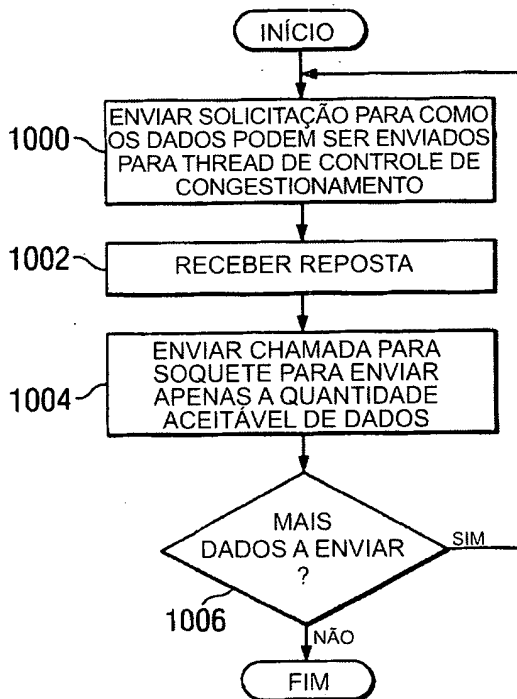 INÍCIO
1000
ENVIAR SOLICITAÇÃO PARA COMO
OS DADOS PODEM SER ENVIADOS
PARA THREAD DE CONTROLE DE
CONGESTIONAMENTO
1002
RECEBER REPOSTA
1004
ENVIAR CHAMADA PARA
SOQUETE PARA ENVIAR
APENAS A QUANTIDADE
ACEITÁVEL DE DADOS
MAIS
DADOS A ENVIAR
?
SIM
1006
NÃO
FIM